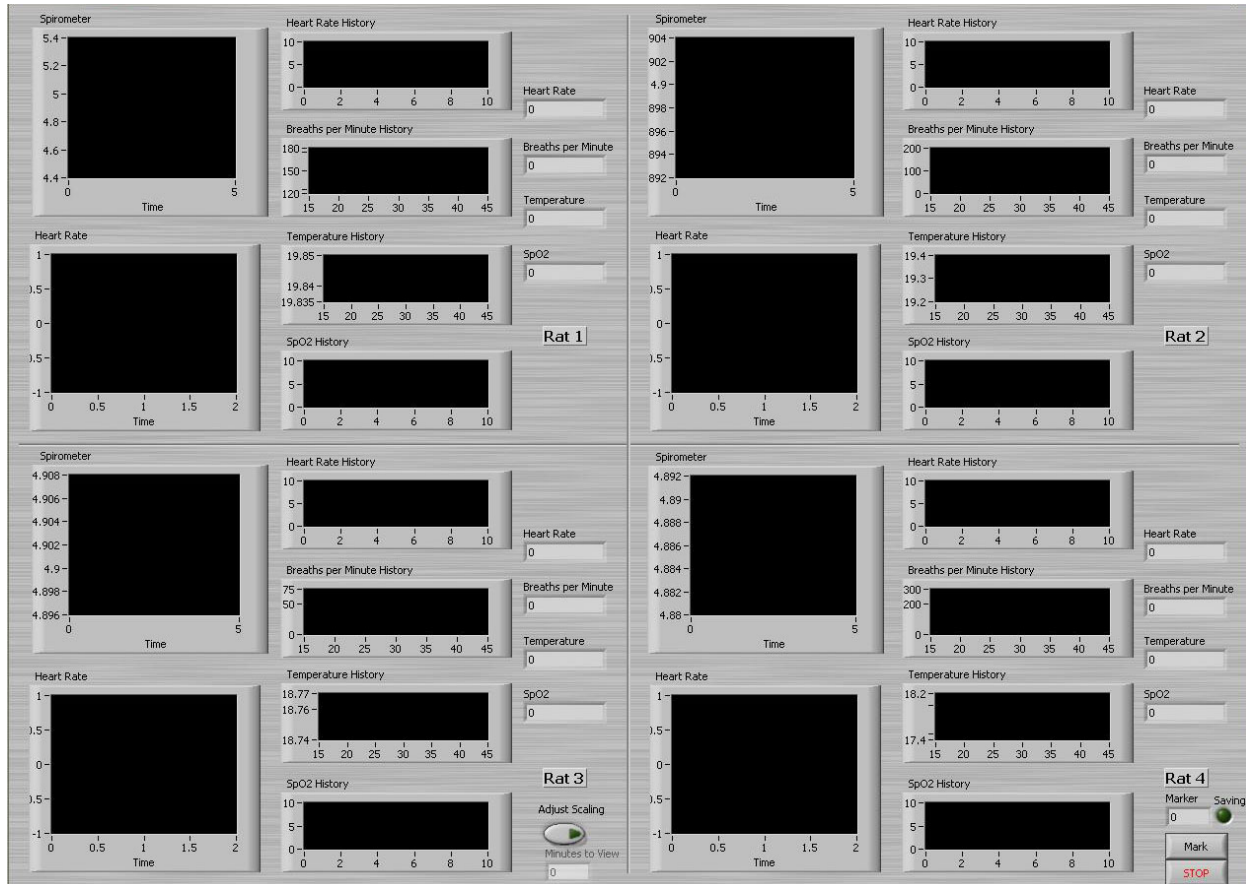 Spirometer
5.4
5.2
5
4.8
4.6
4.4
0 5
Time
Heart Rate History
10
5
0
0 2 4 6 8 10
Heart Rate
0
Breaths per Minute History
180
150
120
15 20 25 30 35 40 45
Breaths per Minute
0
Temperature
0
Heart Rate
1
0.5
0
0.5
-1
0 0.5 1 1.5 2
Time
Temperature History
19.85
19.84
19.835
15 20 25 30 35 40 45
SpO2
0
Rat 1
SpO2 History
10
5
0
0 2 4 6 8 10
Spirometer
904
902
4.9
898
896
894
892
0 5
Time
Heart Rate History
10
5
0
0 2 4 6 8 10
Heart Rate
0
Breaths per Minute History
200
100
0
15 20 25 30 35 40 45
Breaths per Minute
0
Temperature
0
Heart Rate
1
0.5
0
0.5
-1
0 0.5 1 1.5 2
Time
Temperature History
19.4
19.3
19.2
15 20 25 30 35 40 45
SpO2
0
Rat 2
SpO2 History
10
5
0
0 2 4 6 8 10
Spirometer
4.908
4.906
4.904
4.902
4.9
4.898
4.896
0 5
Time
Heart Rate History
10
5
0
0 2 4 6 8 10
Heart Rate
0
Breaths per Minute History
75
50
0
15 20 25 30 35 40 45
Breaths per Minute
0
Temperature
0
Heart Rate
1
0.5
0
0.5
-1
0 0.5 1 1.5 2
Time
Temperature History
18.77
18.76
18.74
15 20 25 30 35 40 45
SpO2
0
Rat 3
SpO2 History
10
5
0
0 2 4 6 8 10
Adjust Scaling
Minutes to View
0
Spirometer
4.892
4.89
4.888
4.886
4.884
4.882
4.88
0 5
Time
Heart Rate History
10
5
0
0 2 4 6 8 10
Heart Rate
0
Breaths per Minute History
300
200
0
15 20 25 30 35 40 45
Breaths per Minute
0
Temperature
0
Heart Rate
1
0.5
0
0.5
-1
0 0.5 1 1.5 2
Time
Temperature History
18.2
17.4
15 20 25 30 35 40 45
SpO2
0
Rat 4
SpO2 History
10
5
0
0 2 4 6 8 10
Marker Saving
0
Mark
STOP